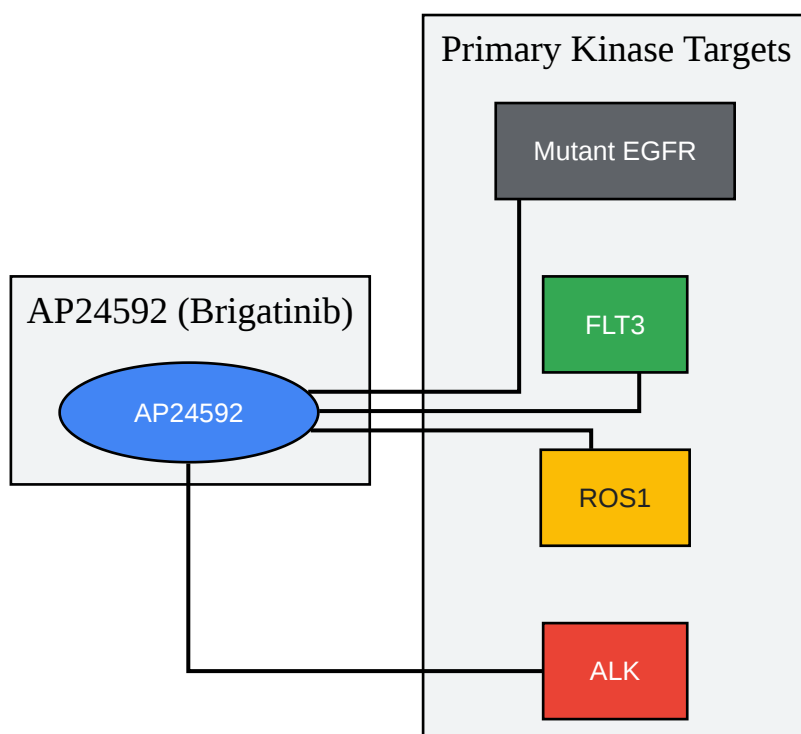 Primary Kinase Targets
Mutant EGFR
AP24592 (Brigatinib)
FLT3
AP24592
ROS1
ALK